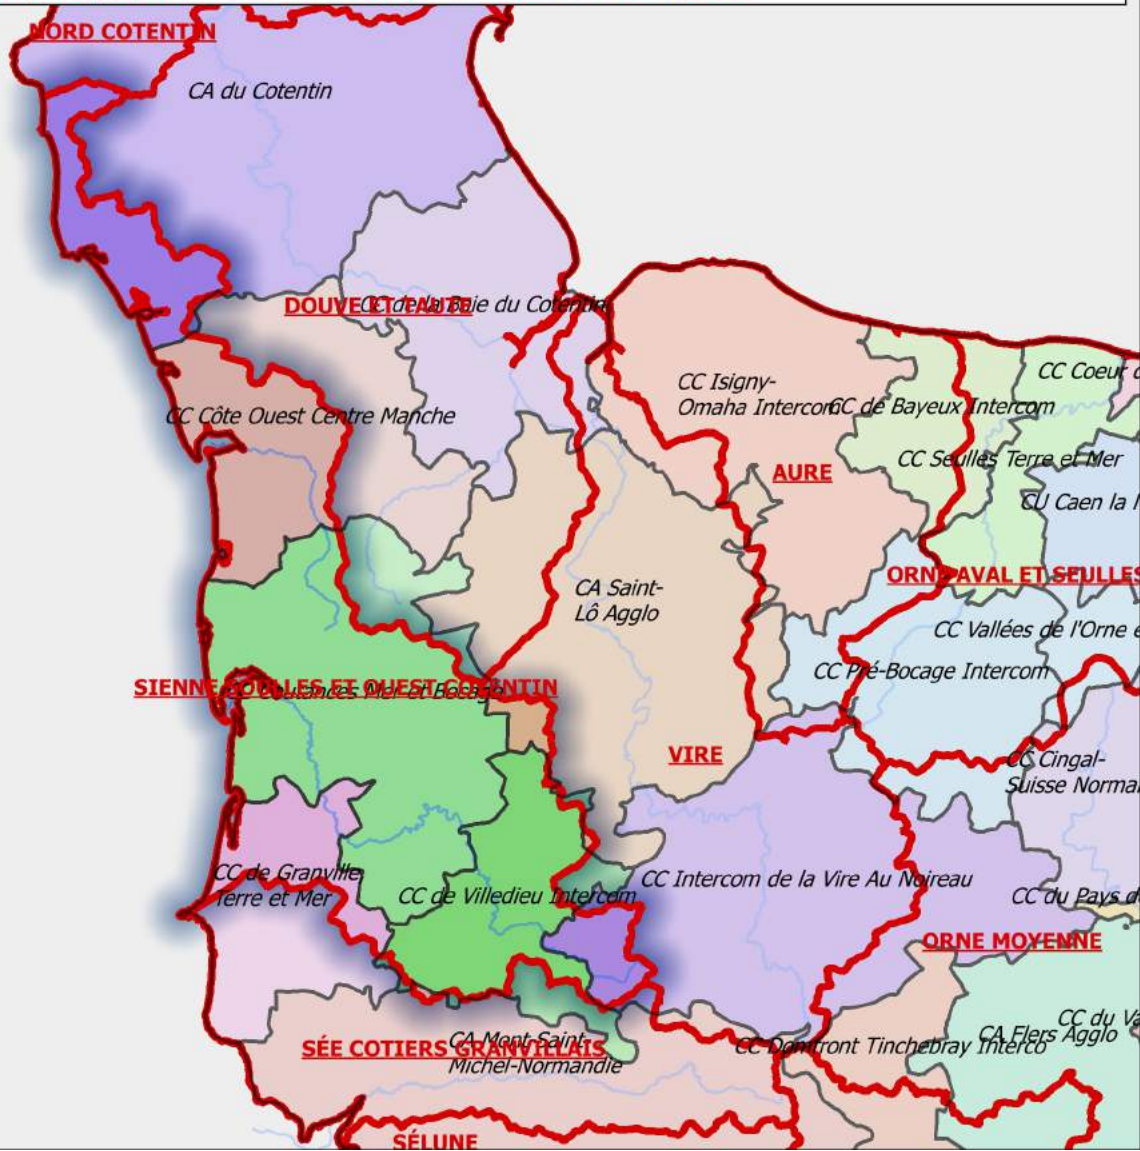 NORD COTENTIN
CA du Cotentin
DOUVE ET TAUTE
CC de la Baie du Cotentin
CC Côte Ouest Centre Manche
CC Isigny-
Omaha Intercom
CC de Bayeux Intercom
CC Coeur d
CC Seulles Terre et Mer
AURE
CU Caen la
ORNE AVAL ET SEULLES
CA Saint-
Lô Agglo
CC Vallées de l'Orne e
CC Pré-Bocage Intercom
SIENNE SOULLES ET OUEST COTENTIN
Coutances Mer et Bocage
VIRE
CC Cingal-
Suisse Norma
CC de Granville
Terre et Mer
CC de Villedieu Intercom
CC Intercom de la Vire Au Noireau
CC du Pays d
ORNE MOYENNE
CC du Va
CA Flers Agglo
CC Domfront Tinchebray Interco
CA Mont-Saint-
Michel-Normandie
SÉE COTIERS GRANVILLAIS
SÉLUNE